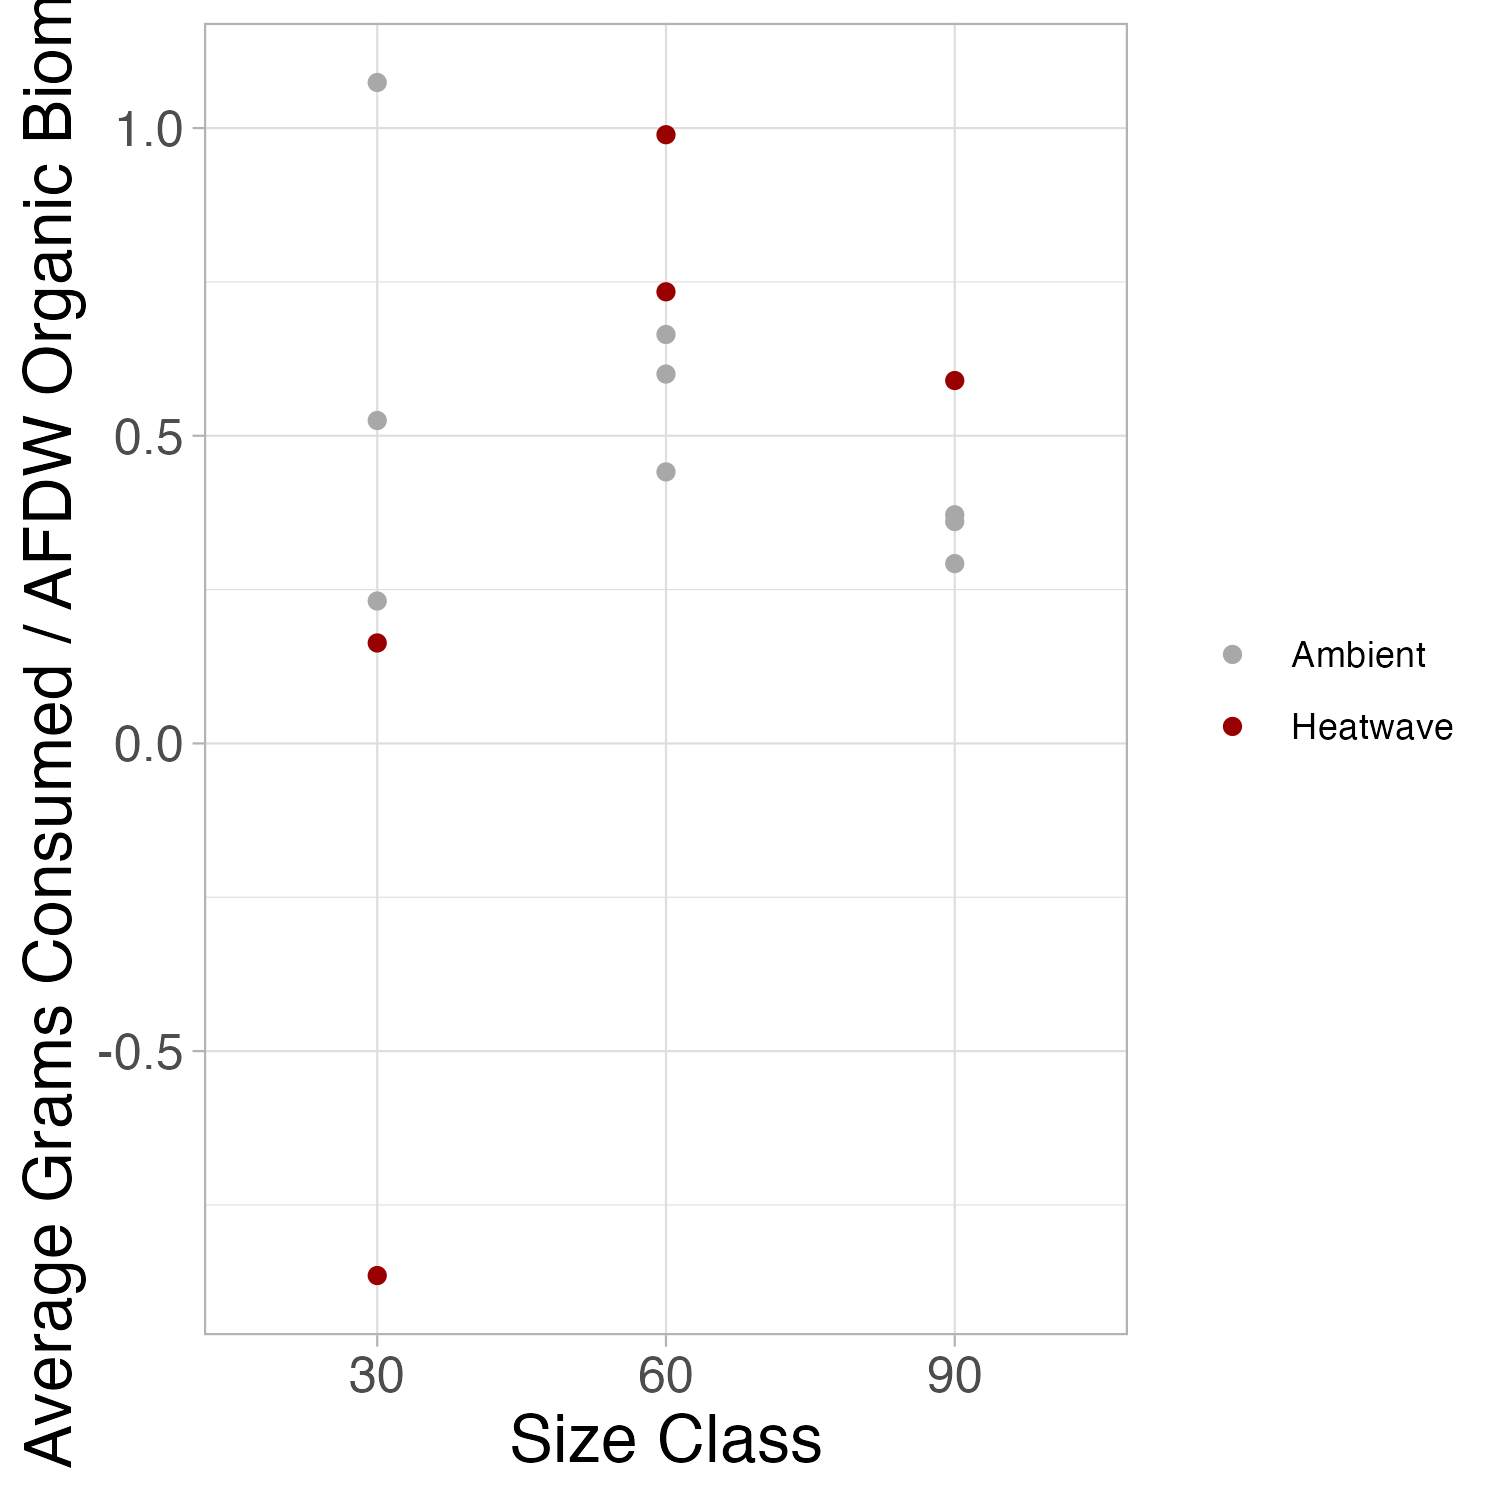 Average Grams Consumed / AFDW Organic Biom
1.0
0.5
0.0
-0.5
30 60 90
Size Class
Ambient
Heatwave